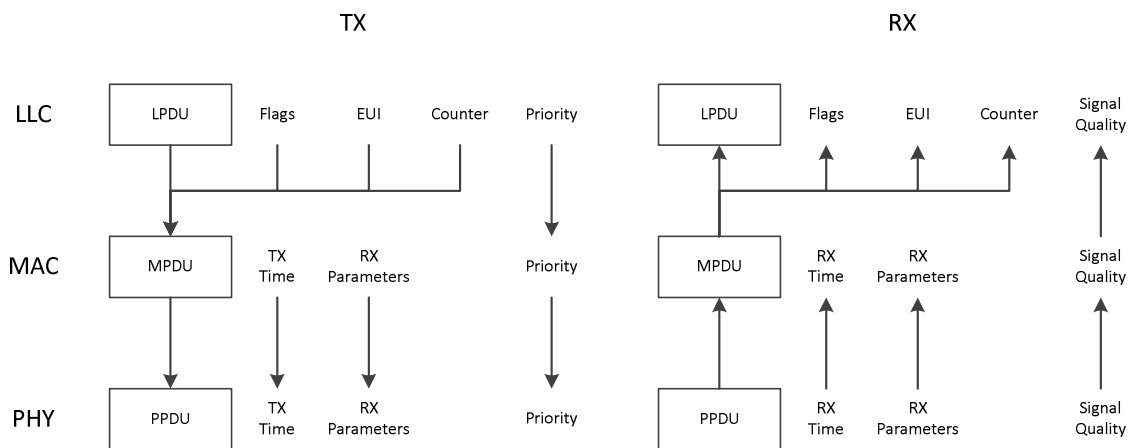 TX
RX
LLC
LPDU
Flags
EUI
Counter
Priority
LPDU
Flags
EUI
Counter
Signal
Quality
MAC
MPDU
TX
Time
RX
Parameters
Priority
MPDU
RX
Time
RX
Parameters
Signal
Quality
PHY
PPDU
TX
Time
RX
Parameters
Priority
PPDU
RX
Time
RX
Parameters
Signal
Quality